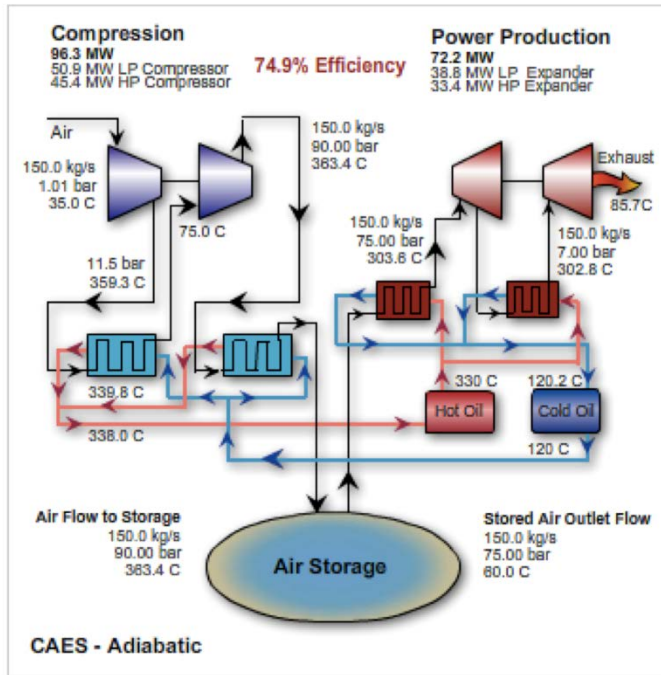 Compression
96.3 MW
50.9 MW LP Compressor
45.4 MW HP Compressor
74.9% Efficiency
Power Production
72.2 MW
38.8 MW LP Expander
33.4 MW HP Expander
Air
150.0 kg/s
1.01 bar
35.0 C
75.0 C
150.0 kg/s
90.00 bar
363.4 C
Exhaust
85.7C
150.0 kg/s
75.00 bar
303.6 C
150.0 kg/s
7.00 bar
302.8 C
11.5 bar
359.3 C
339.8 C
338.0 C
330 C
120.2 C
Hot Oil
Cold Oil
120 C
Air Flow to Storage
150.0 kg/s
90.00 bar
363.4 C
Air Storage
Stored Air Outlet Flow
150.0 kg/s
75.00 bar
60.0 C
CAES - Adiabatic